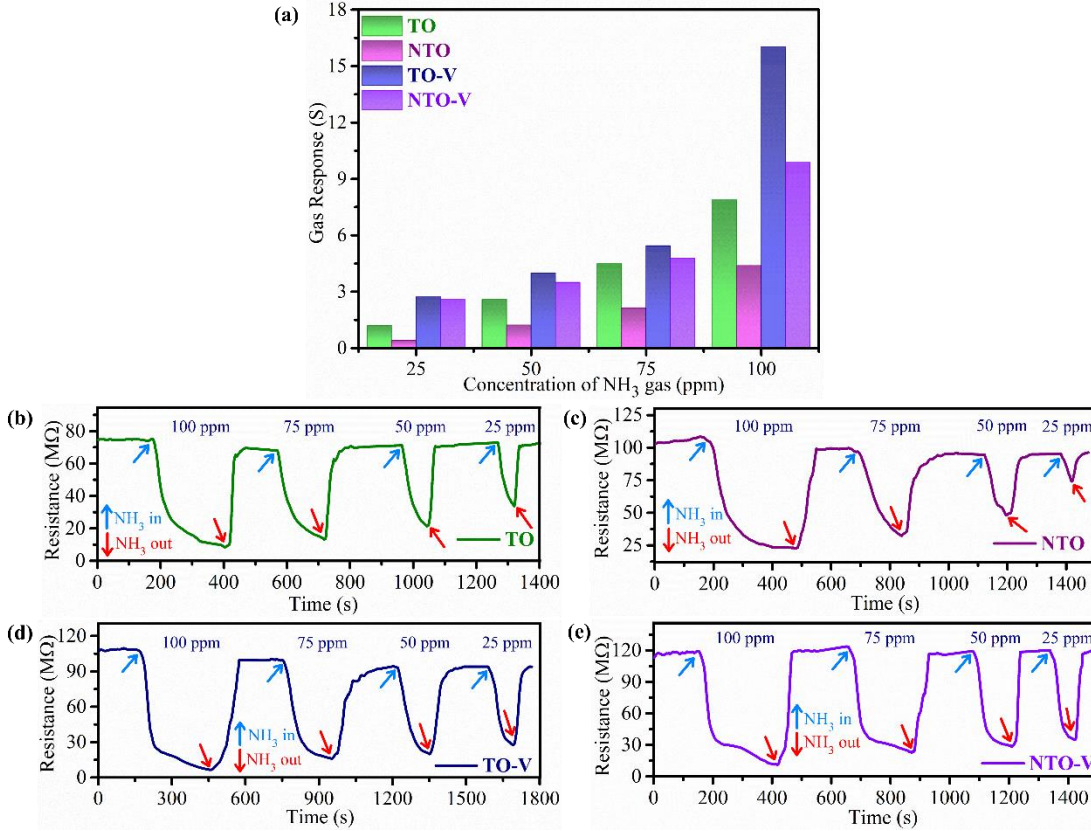 (a)
18
15
12
9
6
3
0
Gas Response (S)
TO
NTO
TO-V
NTO-V
25 50 75 100
Concentration of NH3 gas (ppm)
(b)
100 ppm 75 ppm 50 ppm 25 ppm
100
80
60
40
20
0
Resistance (MΩ)
NH3 in
NH3 out
TO
0 200 400 600 800 1000 1200 1400
Time (s)
(c)
100 ppm 75 ppm 50 ppm 25 ppm
125
100
75
50
25
Resistance (MΩ)
NH3 in
NH3 out
NTO
0 200 400 600 800 1000 1200 1400
Time (s)
(d)
100 ppm 75 ppm 50 ppm 25 ppm
120
90
60
30
0
Resistance (MΩ)
NH3 in
NH3 out
TO-V
0 300 600 900 1200 1500 1800
Time (s)
(e)
100 ppm 75 ppm 50 ppm 25 ppm
120
90
60
30
0
Resistance (MΩ)
NH3 in
NH3 out
NTO-V
0 200 400 600 800 1000 1200 1400
Time (s)